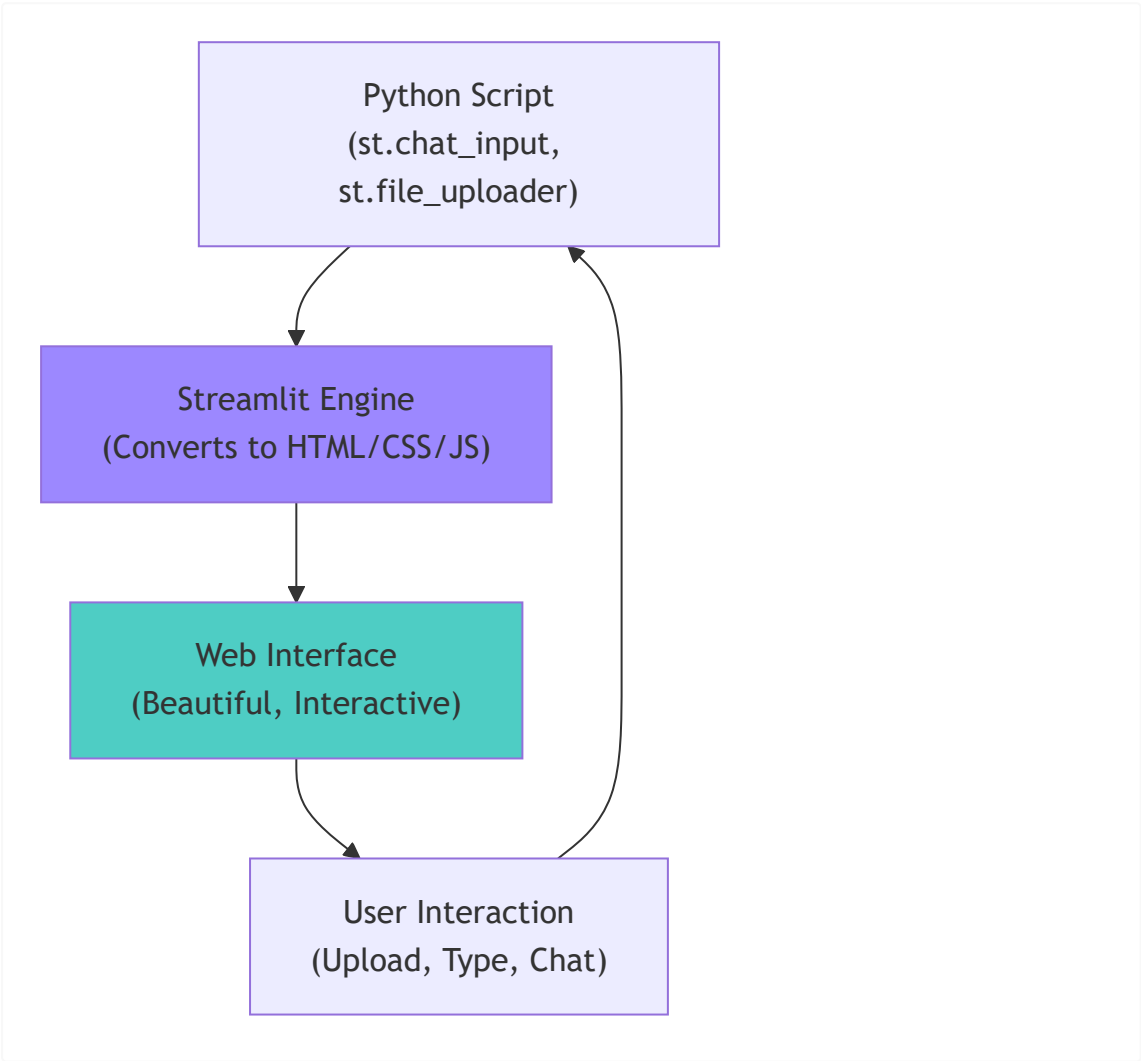 Python Script
(st.chat_input,
st.file_uploader)
Streamlit Engine
(Converts to HTML/CSS/JS)
Web Interface
(Beautiful, Interactive)
User Interaction
(Upload, Type, Chat)